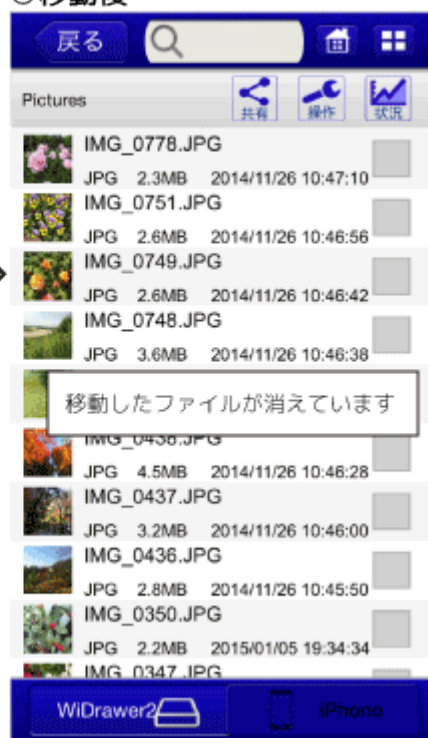 ○移動後
戻る
Pictures
共有 操作 状況
IMG_0778.JPG
JPG 2.3MB 2014/11/26 10:47:10
IMG_0751.JPG
JPG 2.6MB 2014/11/26 10:46:56
IMG_0749.JPG
JPG 2.6MB 2014/11/26 10:46:42
IMG_0748.JPG
JPG 3.6MB 2014/11/26 10:46:38
移動したファイルが消えています
IMG_0438.JPG
JPG 4.5MB 2014/11/26 10:46:28
IMG_0437.JPG
JPG 3.2MB 2014/11/26 10:46:00
IMG_0436.JPG
JPG 2.8MB 2014/11/26 10:45:50
IMG_0350.JPG
JPG 2.2MB 2015/01/05 19:34:34
IMG_0347.JPG
WiDrawer2 iPhone